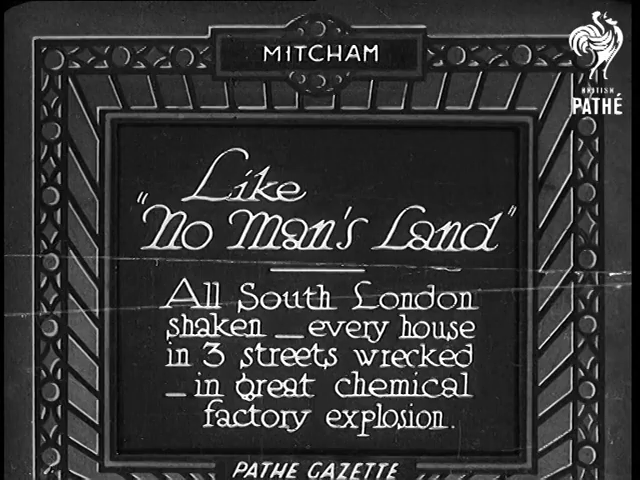 MITCHAM
BRITISH
PATHÉ
Like
"No Man's Land"
All South London
shaken — every house
in 3 streets wrecked
— in great chemical
factory explosion.
PATHE GAZETTE